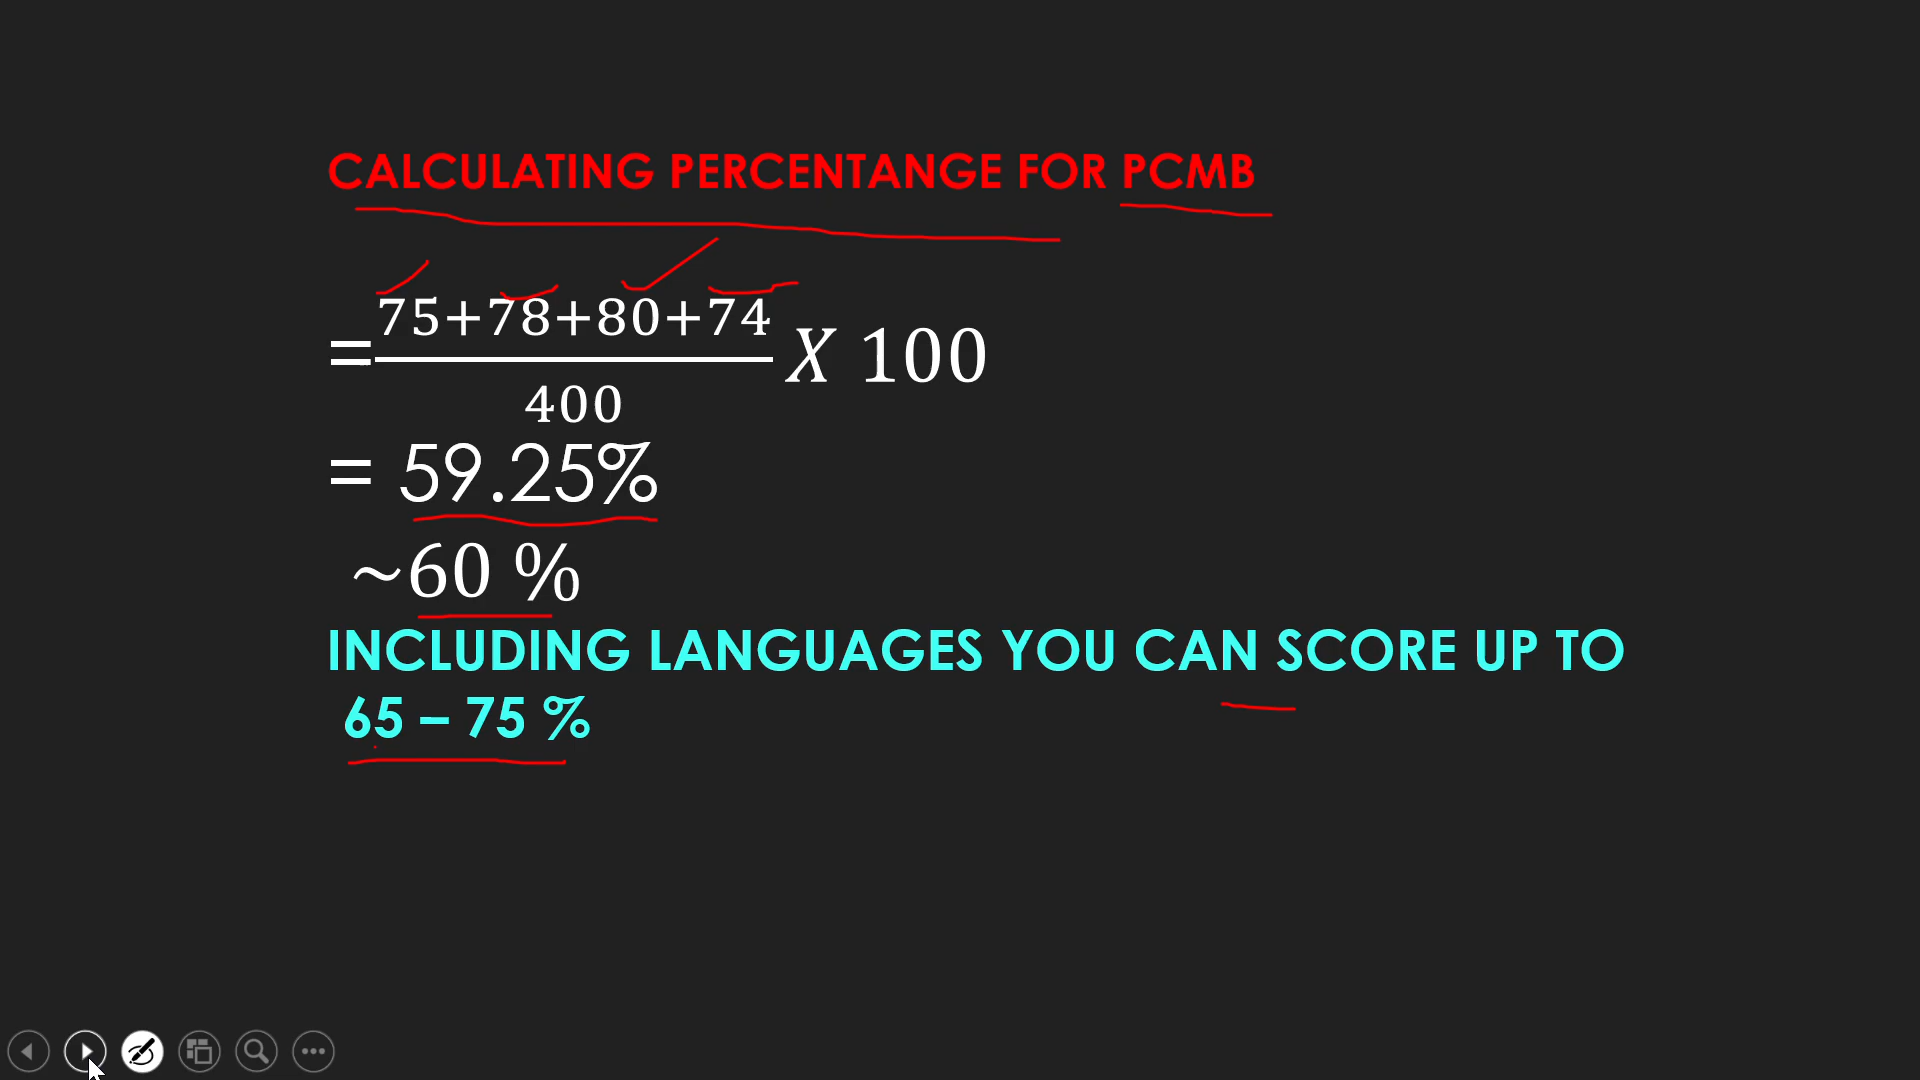 CALCULATING PERCENTANGE FOR PCMB
=75+78+80+74/400 X 100
= 59.25%
~60 %
INCLUDING LANGUAGES YOU CAN SCORE UP TO
65 – 75 %